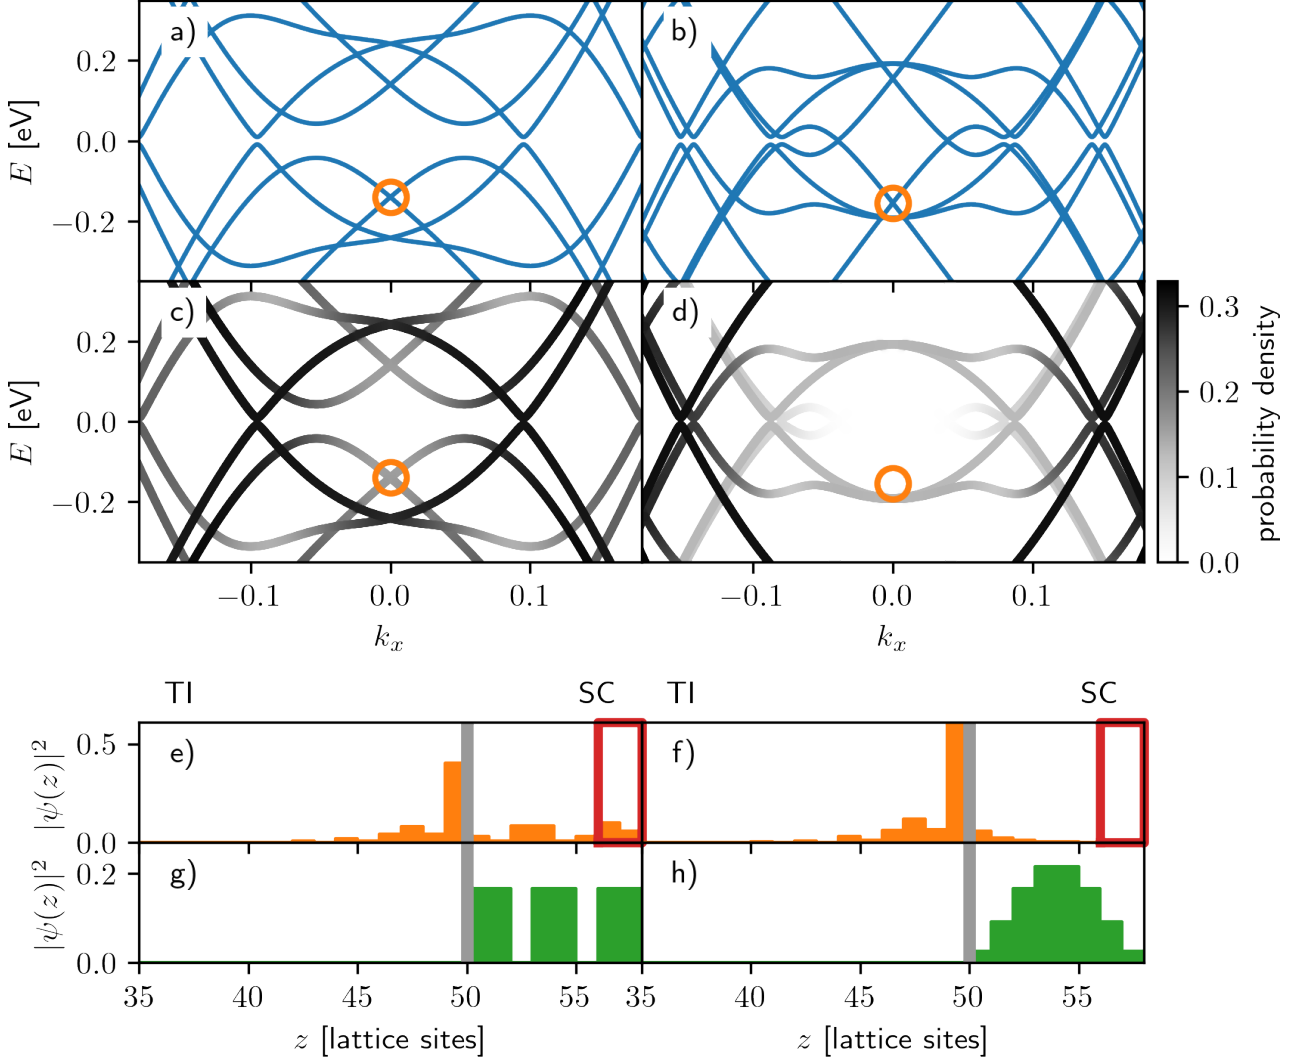 a)
b)
0.2
0.0
−0.2
E [eV]
c)
d)
0.2
0.0
−0.2
E [eV]
−0.1
0.0
0.1
−0.1
0.0
0.1
k_x
k_x
0.3
0.2
0.1
0.0
probability density
TI
SC
TI
SC
e)
f)
0.5
0.0
|ψ(z)|²
g)
h)
0.2
0.0
|ψ(z)|²
35
40
45
50
55
35
40
45
50
55
z [lattice sites]
z [lattice sites]